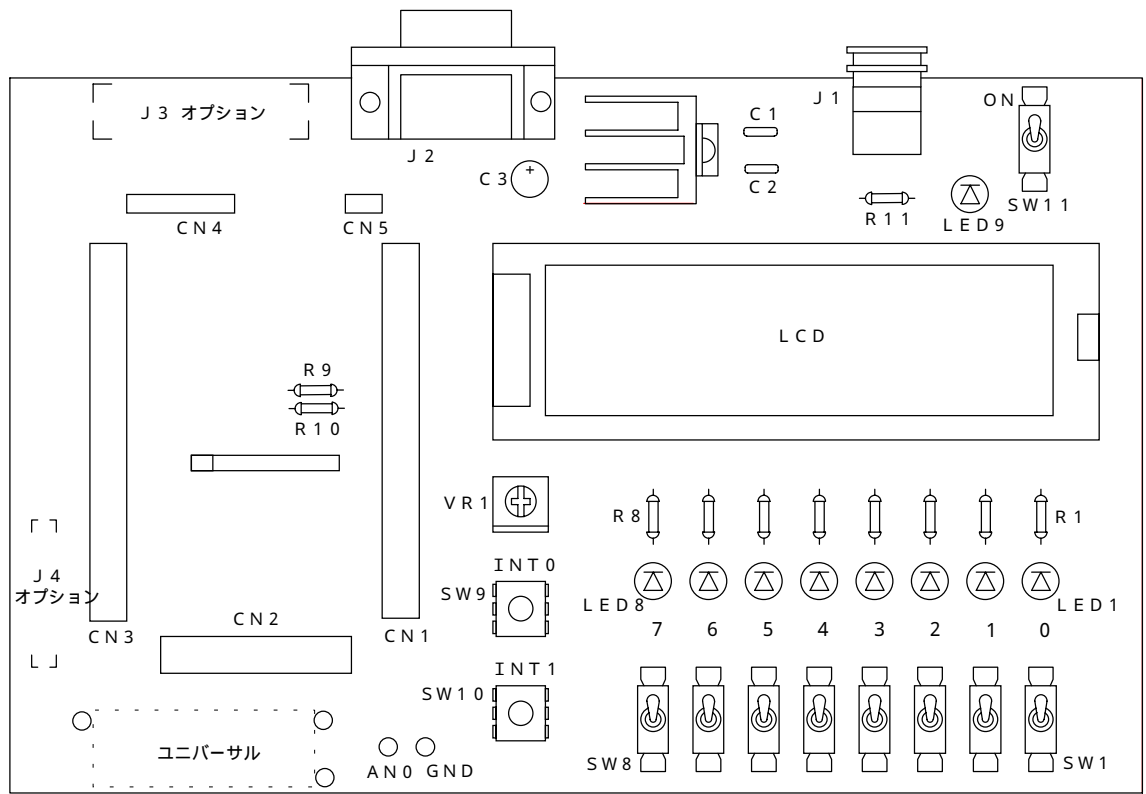 J3 オプション
J2
J1
ON
C1
C2
C3
CN4
CN5
R11
LED9
SW11
LCD
R9
R10
VR1
R8
R1
J4
オプション
INT0
SW9
LED8
LED1
CN3
CN2
CN1
7 6 5 4 3 2 1 0
INT1
SW10
ユニバーサル
AN0 GND
SW8
SW1